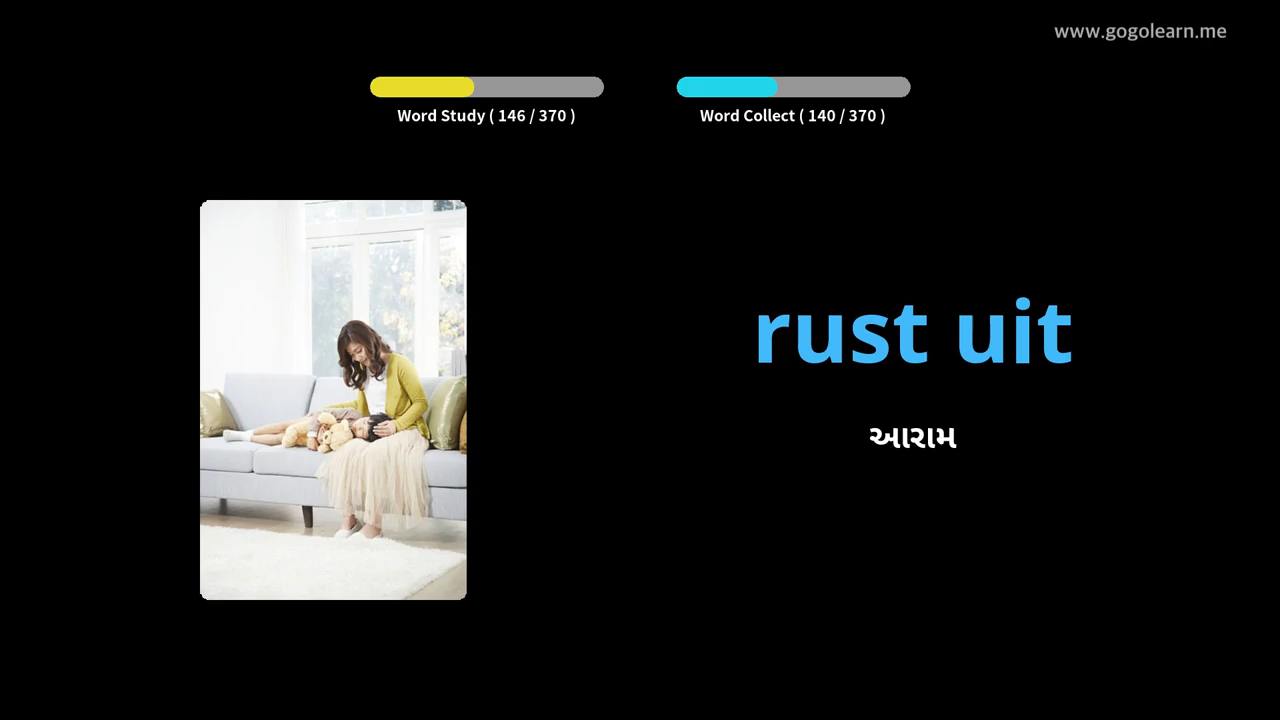 www.gogolearn.me
Word Study ( 146 / 370 )
Word Collect ( 140 / 370 )
rust uit
આરામ